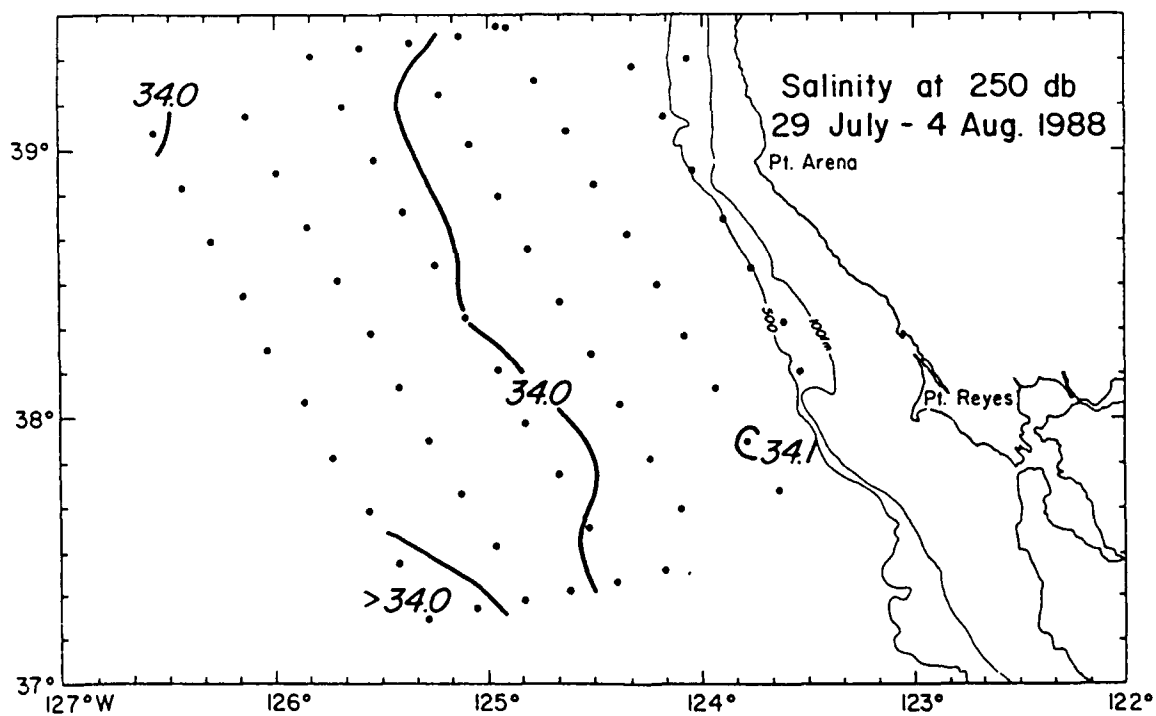 34.0
Salinity at 250 db
29 July - 4 Aug. 1988
39°
Pt. Arena
500
100m
34.0
Pt. Reyes
38°
34.1
>34.0
37°
127°W
126°
125°
124°
123°
122°